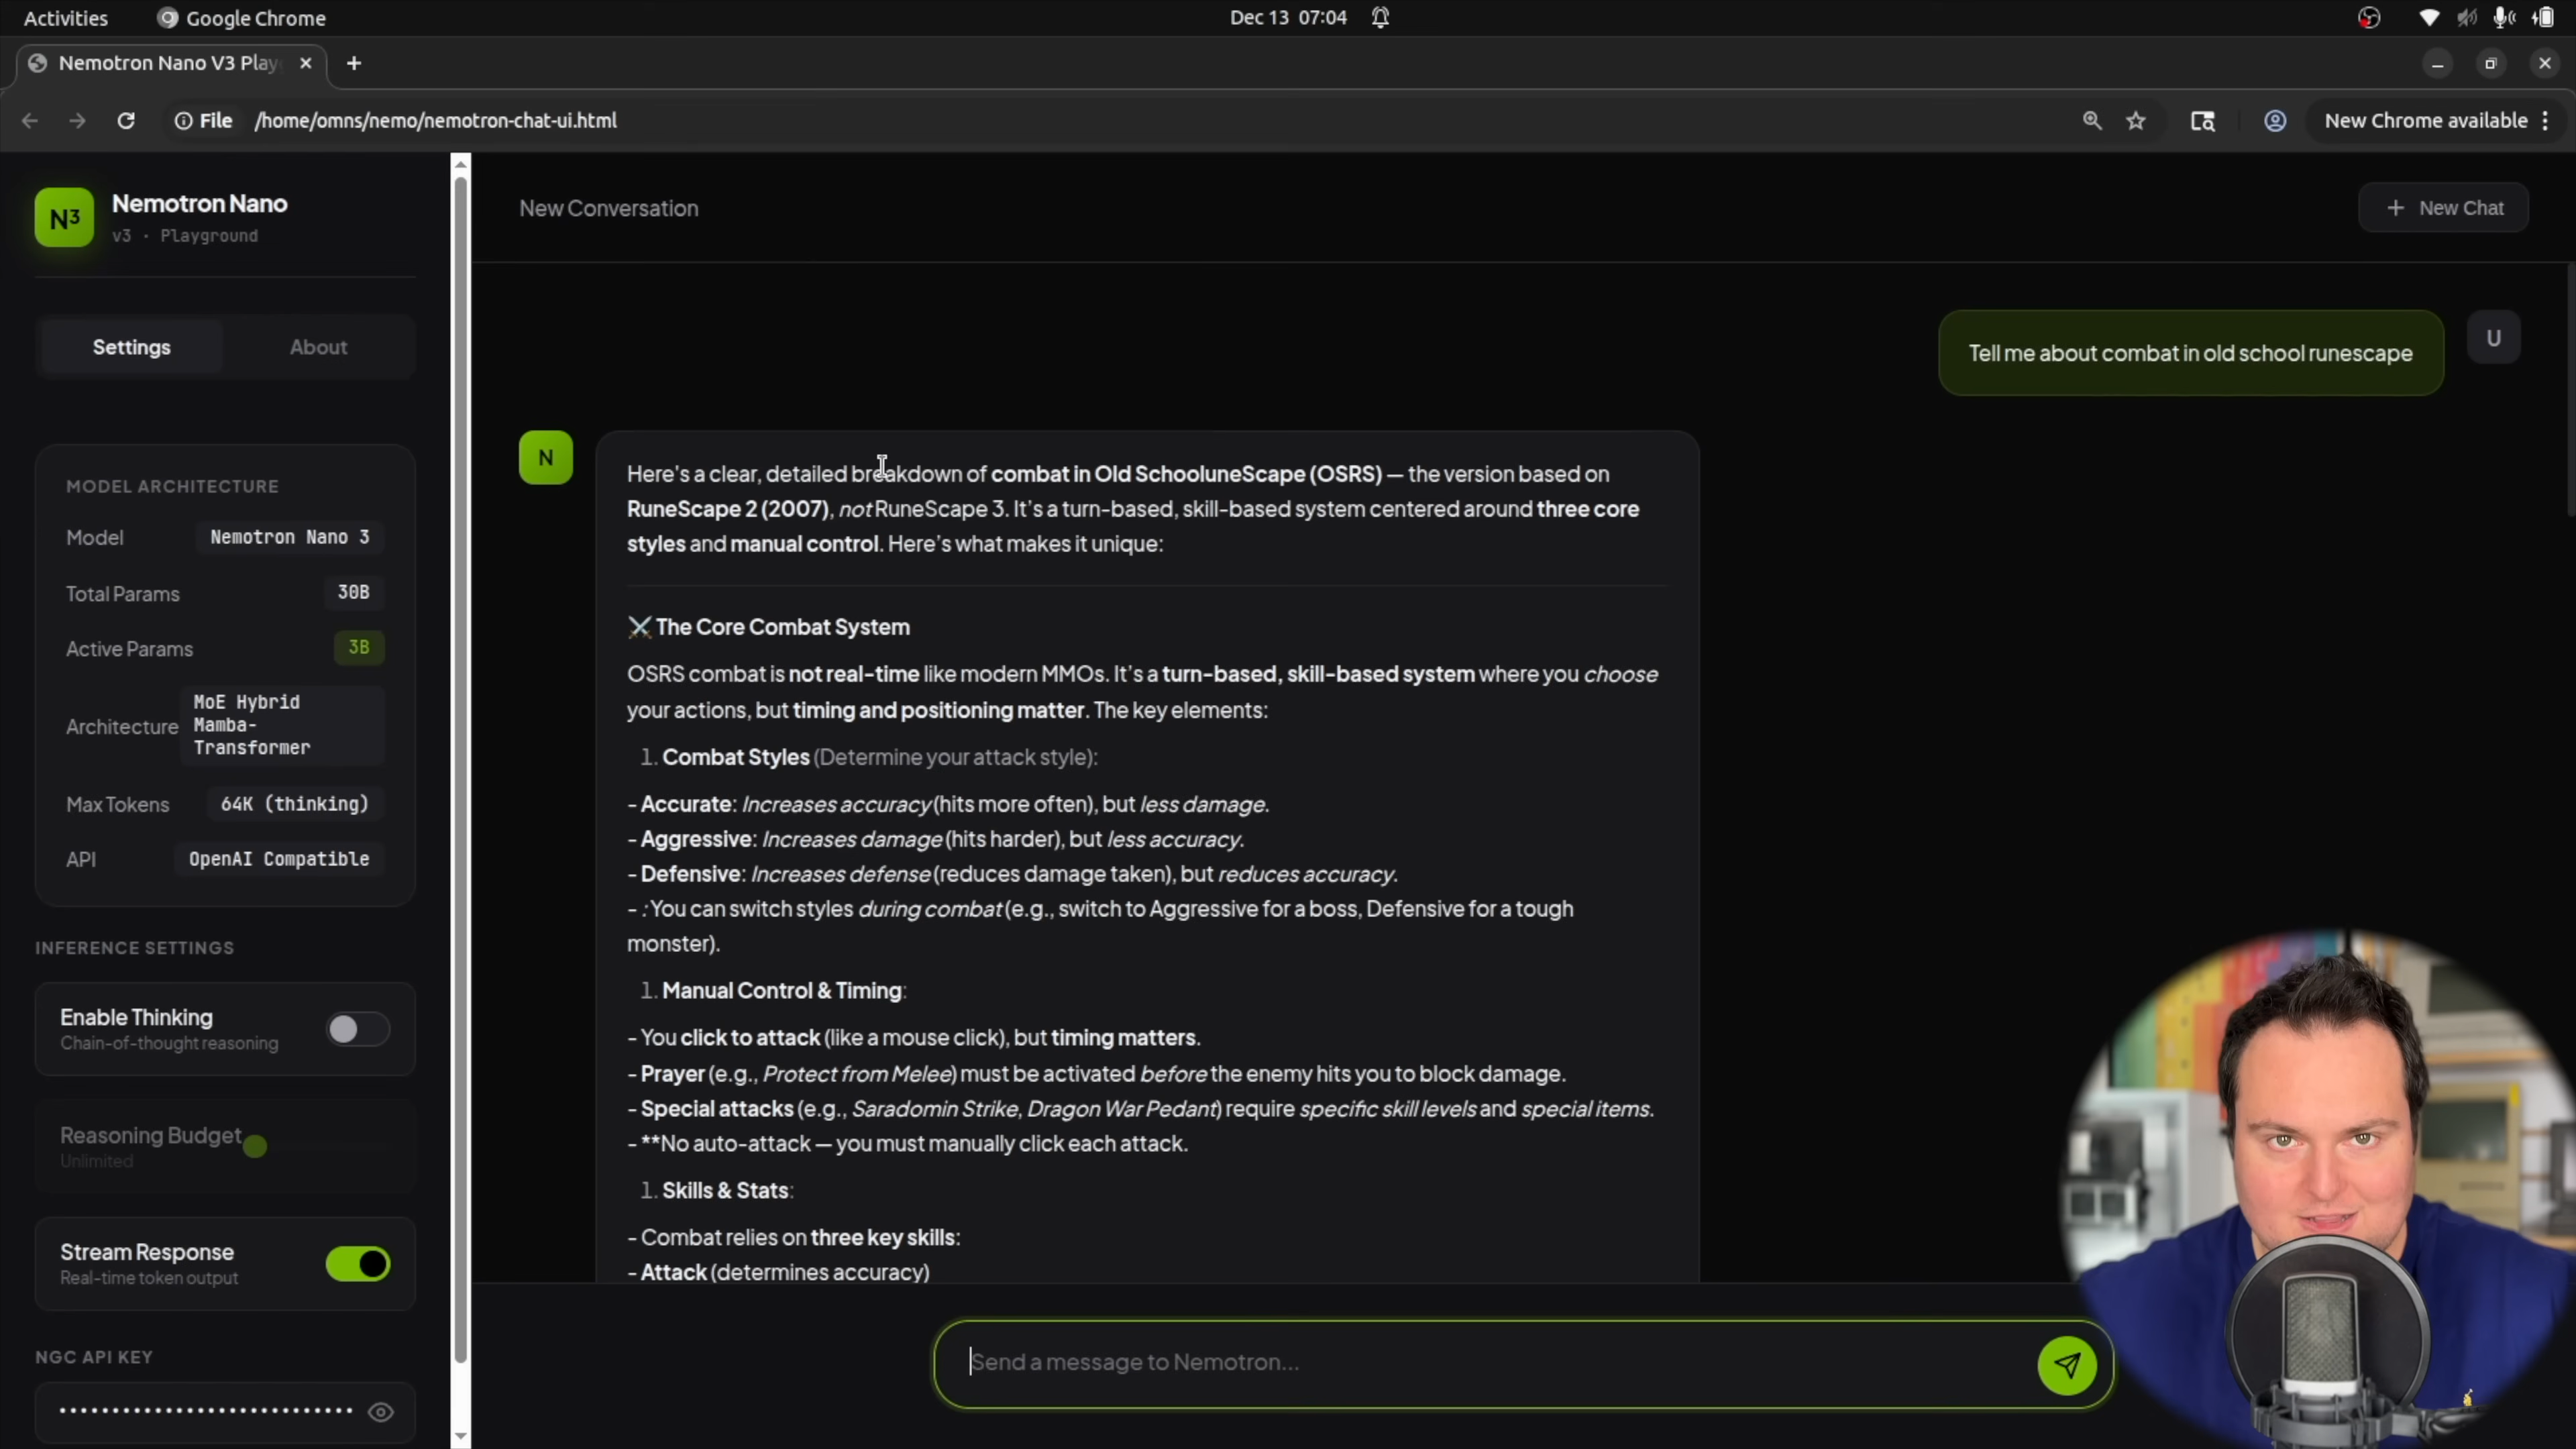 Activities
Google Chrome
Dec 13 07:04
Nemotron Nano V3 Play
File
/home/omns/nemo/nemotron-chat-ui.html
New Chrome available
N³
Nemotron Nano
v3 · Playground
Settings
About
MODEL ARCHITECTURE
Model
Nemotron Nano 3
Total Params
30B
Active Params
3B
Architecture
MoE Hybrid
Mamba-
Transformer
Max Tokens
64K (thinking)
API
OpenAI Compatible
INFERENCE SETTINGS
Enable Thinking
Chain-of-thought reasoning
Reasoning Budget
Unlimited
Stream Response
Real-time token output
NGC API KEY
New Conversation
+ New Chat
Tell me about combat in old school runescape
U
N
Here's a clear, detailed breakdown of combat in Old SchooluneScape (OSRS) — the version based on
RuneScape 2 (2007), not RuneScape 3. It's a turn-based, skill-based system centered around three core
styles and manual control. Here's what makes it unique:
⚔️ The Core Combat System
OSRS combat is not real-time like modern MMOs. It's a turn-based, skill-based system where you choose
your actions, but timing and positioning matter. The key elements:
1. Combat Styles (Determine your attack style):
- Accurate: Increases accuracy (hits more often), but less damage.
- Aggressive: Increases damage (hits harder), but less accuracy.
- Defensive: Increases defense (reduces damage taken), but reduces accuracy.
- : You can switch styles during combat (e.g., switch to Aggressive for a boss, Defensive for a tough
monster).
1. Manual Control & Timing:
- You click to attack (like a mouse click), but timing matters.
- Prayer (e.g., Protect from Melee) must be activated before the enemy hits you to block damage.
- Special attacks (e.g., Saradomin Strike, Dragon War Pedant) require specific skill levels and special items.
- **No auto-attack — you must manually click each attack.
1. Skills & Stats:
- Combat relies on three key skills:
- Attack (determines accuracy)
Send a message to Nemotron...